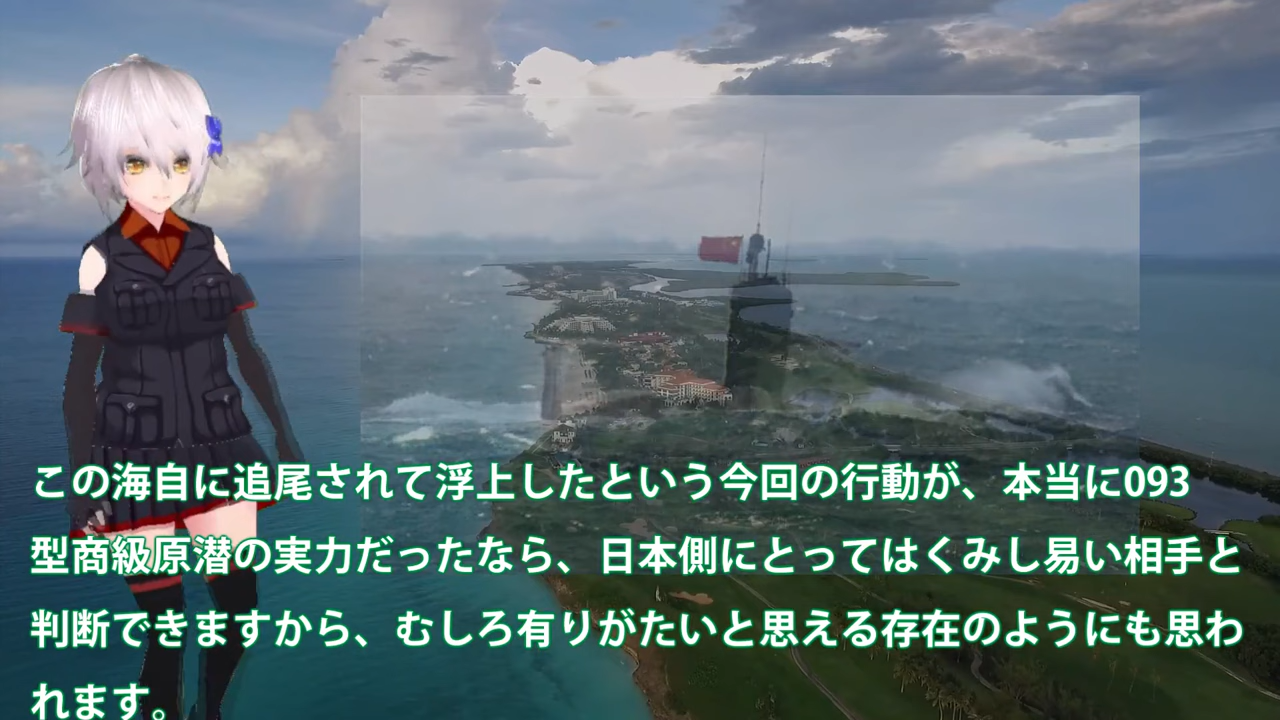 この海自に追尾されて浮上したという今回の行動が、本当に093
型商級原潜の実力だったなら、日本側にとってはくみし易い相手と
判断できますから、むしろ有りがたいと思える存在のようにも思わ
れます。